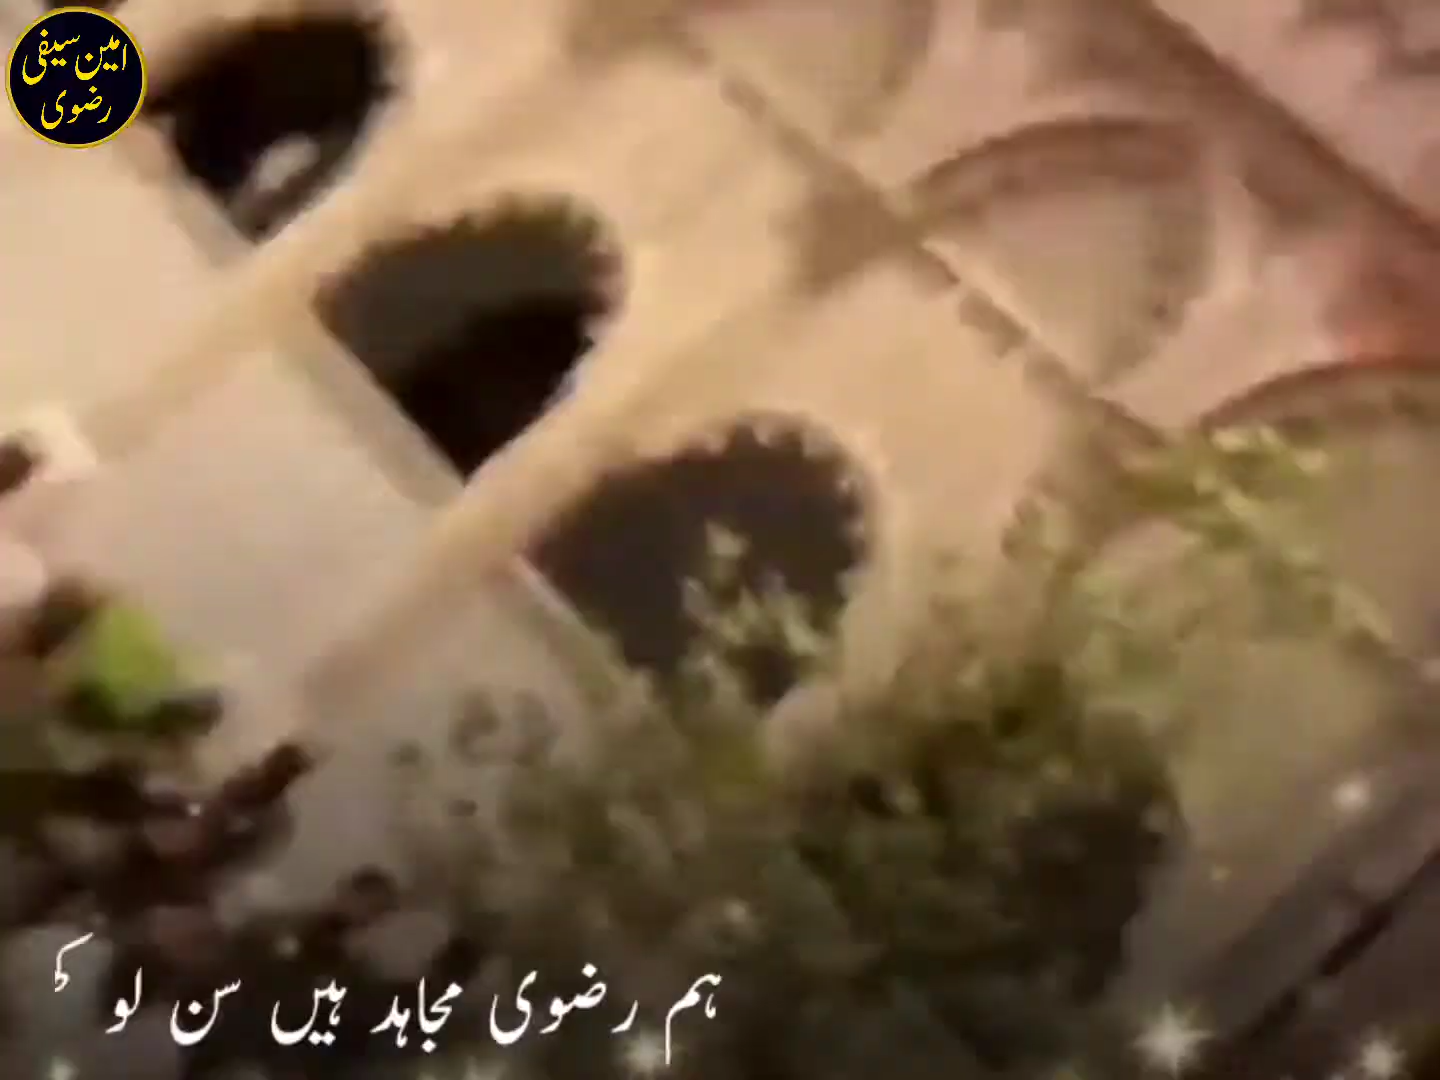 امین سیفی
رضوی
ہم رضوی مجاہد ہیں سن لو